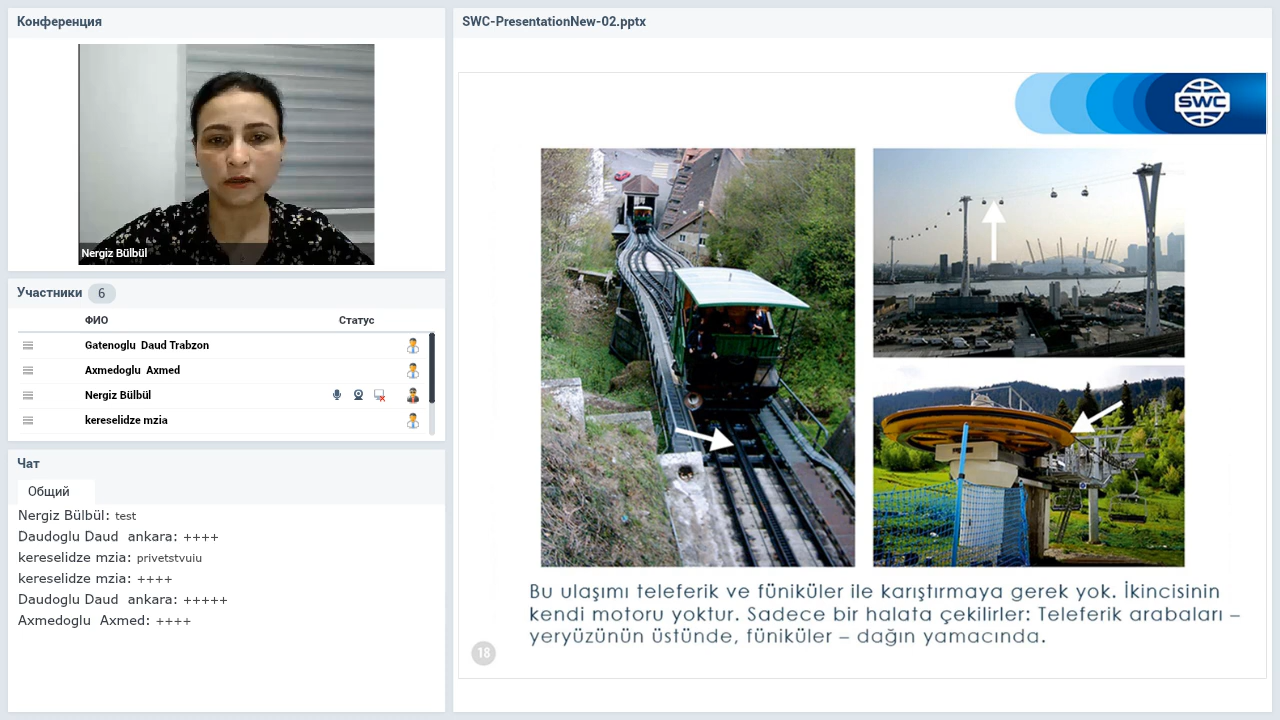 Конференция
Nergiz Bülbül
Участники 6
ФИО Статус
Gatenoglu Daud Trabzon
Axmedoglu Axmed
Nergiz Bülbül
kereselidze mzia
Чат
Общий
Nergiz Bülbül: test
Daudoglu Daud ankara: ++++
kereselidze mzia: privetstvuiu
kereselidze mzia: ++++
Daudoglu Daud ankara: +++++
Axmedoglu Axmed: ++++
SWC-PresentationNew-02.pptx
SWC
Bu ulaşımı teleferik ve füniküler ile karıştırmaya gerek yok. İkincisinin
kendi motoru yoktur. Sadece bir halata çekilirler: Teleferik arabaları –
yeryüzünün üstünde, füniküler – dağın yamacında.
18